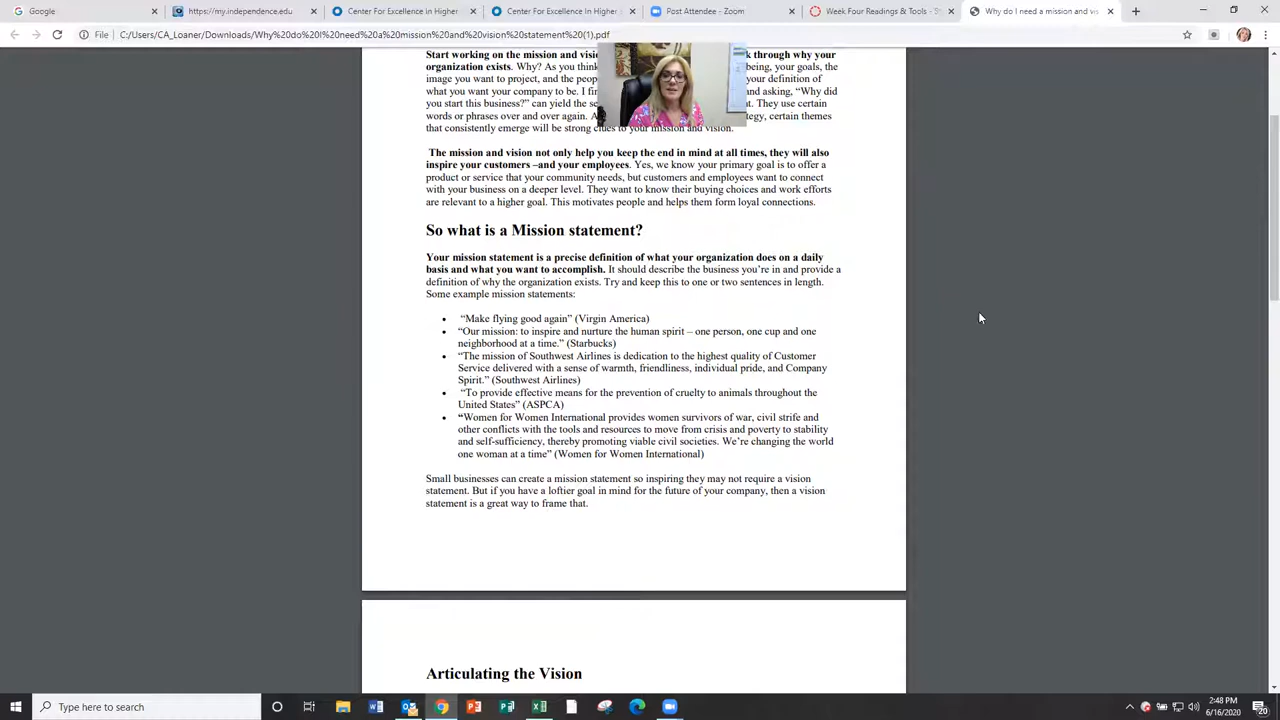 Google
https://my.independence.edu
Center For Excellence In Higher
Center For Excellence In Higher
Post Attendee - Zoom
Week Four Readings & Tools - S
Why do I need a mission and vis
File
C:/Users/CA_Loaner/Downloads/Why%20do%20I%20need%20a%20mission%20and%20vision%20statement%20(1).pdf
Start working on the mission and visi k through why your
organization exists. Why? As you think being, your goals, the
image you want to project, and the peop your definition of
what you want your company to be. I fin and asking, “Why did
you start this business?” can yield the se t. They use certain
words or phrases over and over again. A tegy, certain themes
that consistently emerge will be strong clues to your mission and vision.
The mission and vision not only help you keep the end in mind at all times, they will also
inspire your customers –and your employees. Yes, we know your primary goal is to offer a
product or service that your community needs, but customers and employees want to connect
with your business on a deeper level. They want to know their buying choices and work efforts
are relevant to a higher goal. This motivates people and helps them form loyal connections.
So what is a Mission statement?
Your mission statement is a precise definition of what your organization does on a daily
basis and what you want to accomplish. It should describe the business you’re in and provide a
definition of why the organization exists. Try and keep this to one or two sentences in length.
Some example mission statements:
• “Make flying good again” (Virgin America)
• “Our mission: to inspire and nurture the human spirit – one person, one cup and one
neighborhood at a time.” (Starbucks)
• “The mission of Southwest Airlines is dedication to the highest quality of Customer
Service delivered with a sense of warmth, friendliness, individual pride, and Company
Spirit.” (Southwest Airlines)
• “To provide effective means for the prevention of cruelty to animals throughout the
United States” (ASPCA)
• “Women for Women International provides women survivors of war, civil strife and
other conflicts with the tools and resources to move from crisis and poverty to stability
and self-sufficiency, thereby promoting viable civil societies. We’re changing the world
one woman at a time” (Women for Women International)
Small businesses can create a mission statement so inspiring they may not require a vision
statement. But if you have a loftier goal in mind for the future of your company, then a vision
statement is a great way to frame that.
Articulating the Vision
Type here to search
2:48 PM
6/16/2020
20